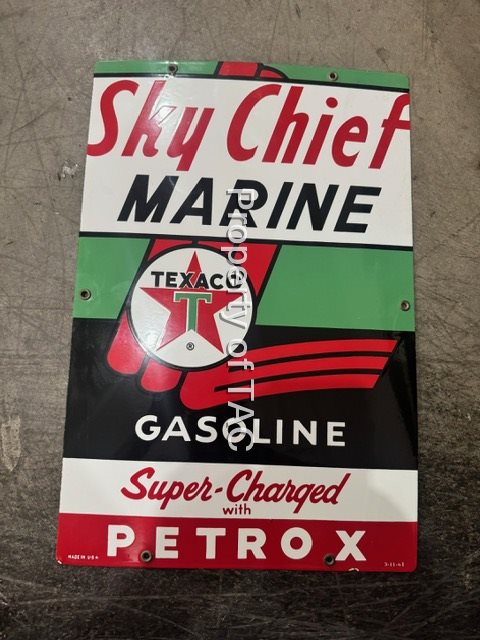 Sky Chief
MARINE
TEXACO
T
®
GASOLINE
Super-Charged
with
PETROX
MADE IN U.S.A.
Property of TAC